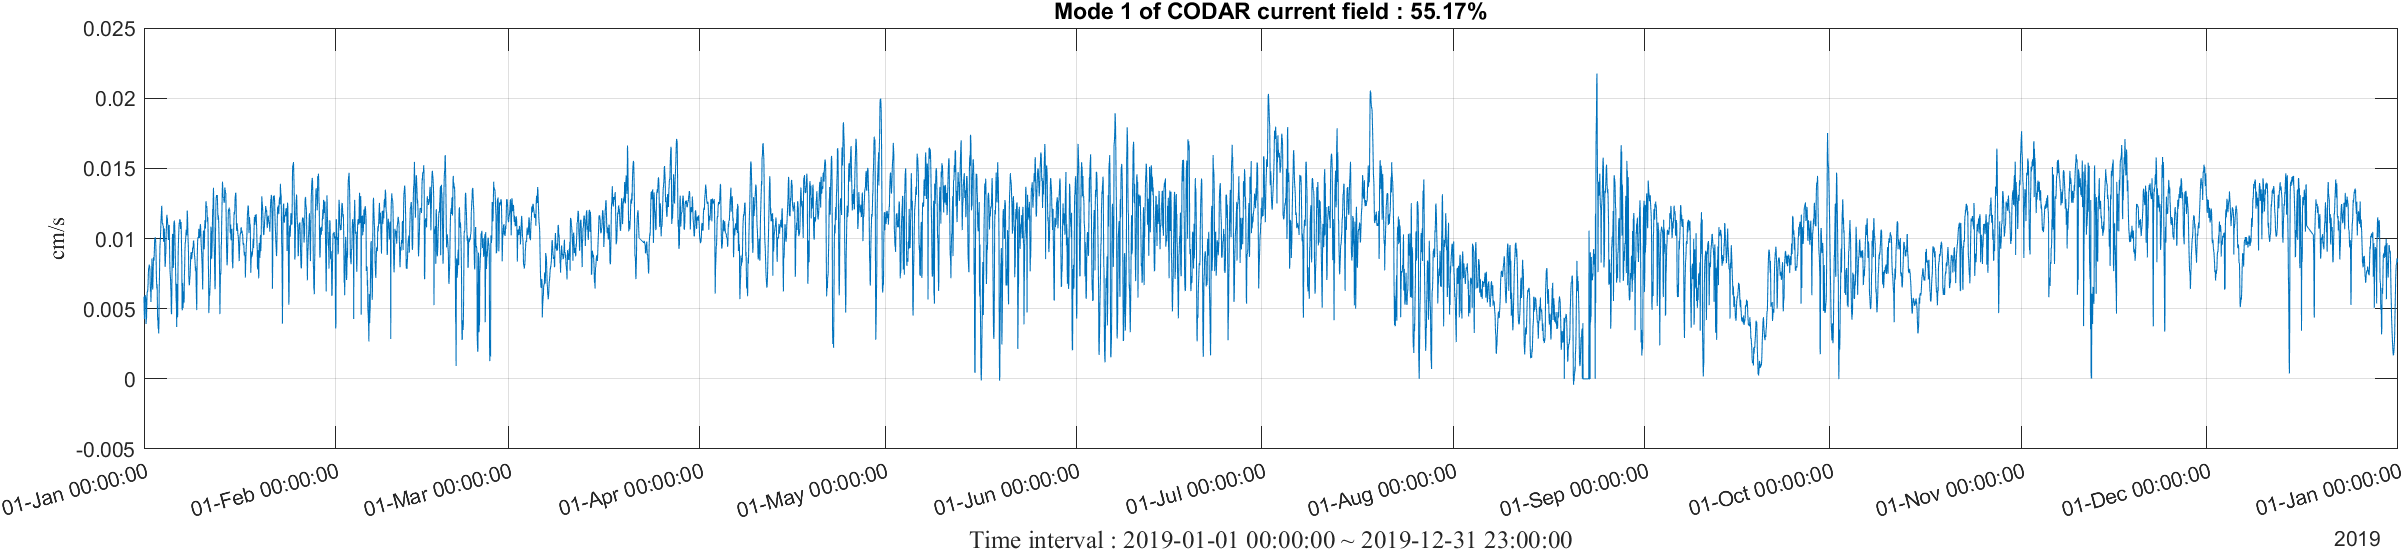 Mode 1 of CODAR current field : 55.17%
0.025
0.02
0.015
0.01
0.005
0
-0.005
cm/s
01-Jan 00:00:00
01-Feb 00:00:00
01-Mar 00:00:00
01-Apr 00:00:00
01-May 00:00:00
01-Jun 00:00:00
01-Jul 00:00:00
01-Aug 00:00:00
01-Sep 00:00:00
01-Oct 00:00:00
01-Nov 00:00:00
01-Dec 00:00:00
01-Jan 00:00:00
Time interval : 2019-01-01 00:00:00 ~ 2019-12-31 23:00:00
2019